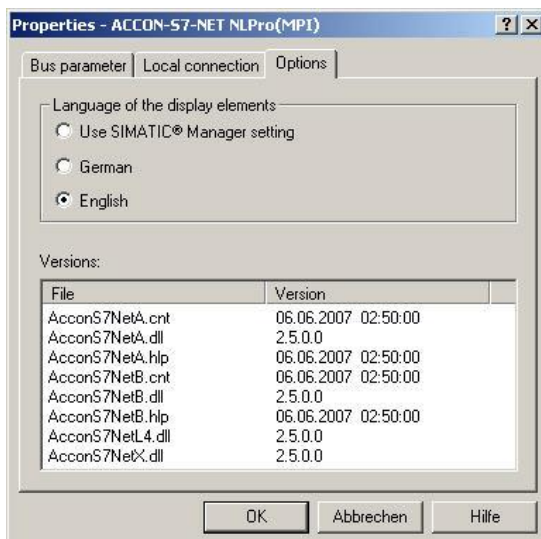 Properties - ACCON-S7-NET NLPro(MPI)
Bus parameter Local connection Options
Language of the display elements
Use SIMATIC® Manager setting
German
English
Versions:
File Version
AcconS7NetA.cnt 06.06.2007 02:50:00
AcconS7NetA.dll 2.5.0.0
AcconS7NetA.hlp 06.06.2007 02:50:00
AcconS7NetB.cnt 06.06.2007 02:50:00
AcconS7NetB.dll 2.5.0.0
AcconS7NetB.hlp 06.06.2007 02:50:00
AcconS7NetL4.dll 2.5.0.0
AcconS7NetX.dll 2.5.0.0
OK Abbrechen Hilfe